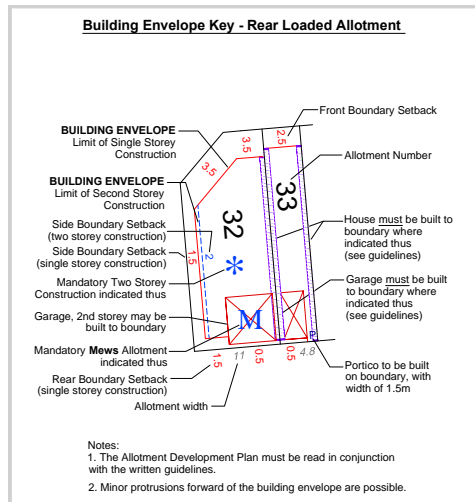 Building Envelope Key - Rear Loaded Allotment
Front Boundary Setback
BUILDING ENVELOPE
Limit of Single Storey
Construction
3.5
2.5
Allotment Number
3.5
BUILDING ENVELOPE
Limit of Second Storey
Construction
33
32
Side Boundary Setback
(two storey construction)
House must be built to
boundary where
indicated thus
(see guidelines)
Side Boundary Setback
(single storey construction)
1.5
2
*
Mandatory Two Storey
Construction indicated thus
Garage must be built
to boundary where
indicated thus
(see guidelines)
Garage, 2nd storey may be
built to boundary
M
Mandatory Mews Allotment
indicated thus
P
Portico to be built
on boundary, with
width of 1.5m
Rear Boundary Setback
(single storey construction)
1.5
11
0.5
0.5
4.8
Allotment width
Notes:
1. The Allotment Development Plan must be read in conjunction
with the written guidelines.
2. Minor protrusions forward of the building envelope are possible.